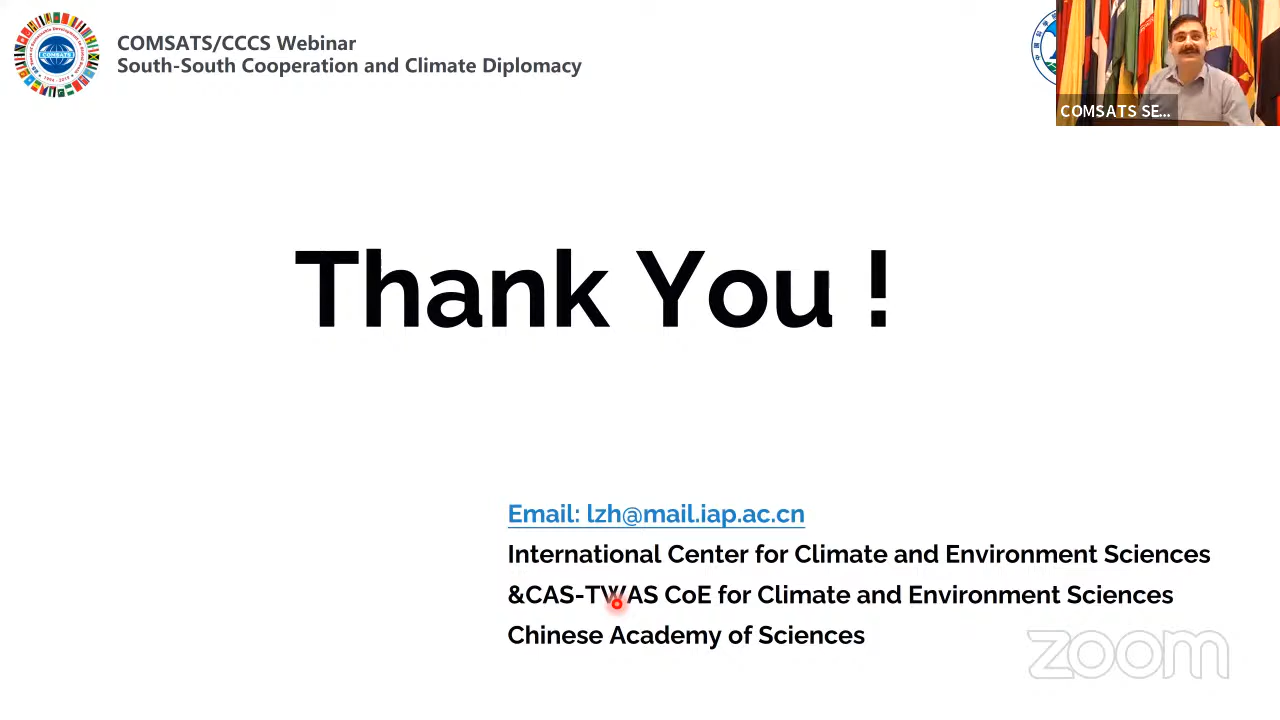 COMSATS/CCCS Webinar
South-South Cooperation and Climate Diplomacy
COMSATS
COMSATS SE...
Thank You !
Email: lzh@mail.iap.ac.cn
International Center for Climate and Environment Sciences
&CAS-TWAS CoE for Climate and Environment Sciences
Chinese Academy of Sciences
zoom